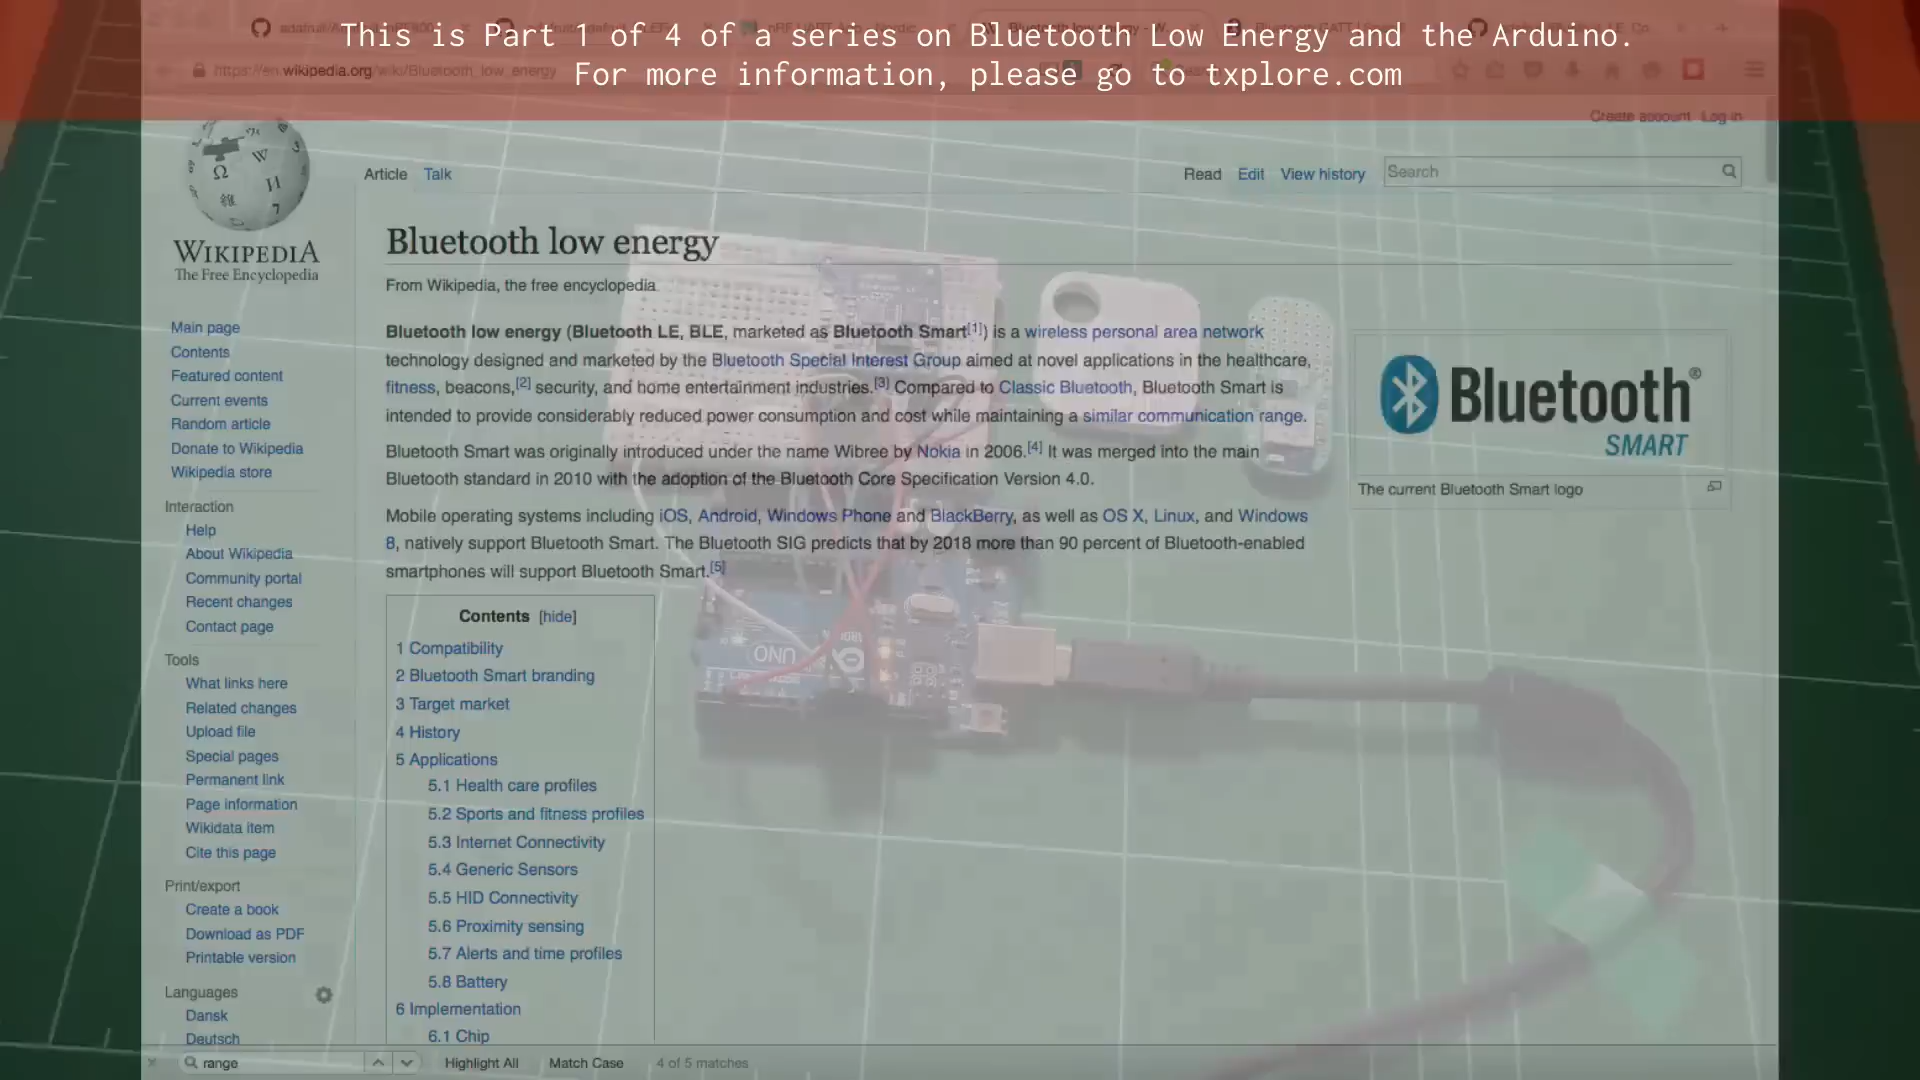 This is Part 1 of 4 of a series on Bluetooth Low Energy and the Arduino.
For more information, please go to txplore.com
https://en.wikipedia.org/wiki/Bluetooth_low_energy
Create account Log in
WIKIPEDIA
The Free Encyclopedia
Article Talk
Read Edit View history Search
Bluetooth low energy
From Wikipedia, the free encyclopedia
Bluetooth low energy (Bluetooth LE, BLE, marketed as Bluetooth Smart[1]) is a wireless personal area network
technology designed and marketed by the Bluetooth Special Interest Group aimed at novel applications in the healthcare,
fitness, beacons,[2] security, and home entertainment industries.[3] Compared to Classic Bluetooth, Bluetooth Smart is
intended to provide considerably reduced power consumption and cost while maintaining a similar communication range.
Bluetooth Smart was originally introduced under the name Wibree by Nokia in 2006.[4] It was merged into the main
Bluetooth standard in 2010 with the adoption of the Bluetooth Core Specification Version 4.0.
Mobile operating systems including iOS, Android, Windows Phone and BlackBerry, as well as OS X, Linux, and Windows
8, natively support Bluetooth Smart. The Bluetooth SIG predicts that by 2018 more than 90 percent of Bluetooth-enabled
smartphones will support Bluetooth Smart.[5]
Bluetooth®
SMART
The current Bluetooth Smart logo
Main page
Contents
Featured content
Current events
Random article
Donate to Wikipedia
Wikipedia store
Interaction
Help
About Wikipedia
Community portal
Recent changes
Contact page
Tools
What links here
Related changes
Upload file
Special pages
Permanent link
Page information
Wikidata item
Cite this page
Print/export
Create a book
Download as PDF
Printable version
Languages
Dansk
Deutsch
Contents [hide]
1 Compatibility
2 Bluetooth Smart branding
3 Target market
4 History
5 Applications
5.1 Health care profiles
5.2 Sports and fitness profiles
5.3 Internet Connectivity
5.4 Generic Sensors
5.5 HID Connectivity
5.6 Proximity sensing
5.7 Alerts and time profiles
5.8 Battery
6 Implementation
6.1 Chip
UNO
range Highlight All Match Case 4 of 5 matches